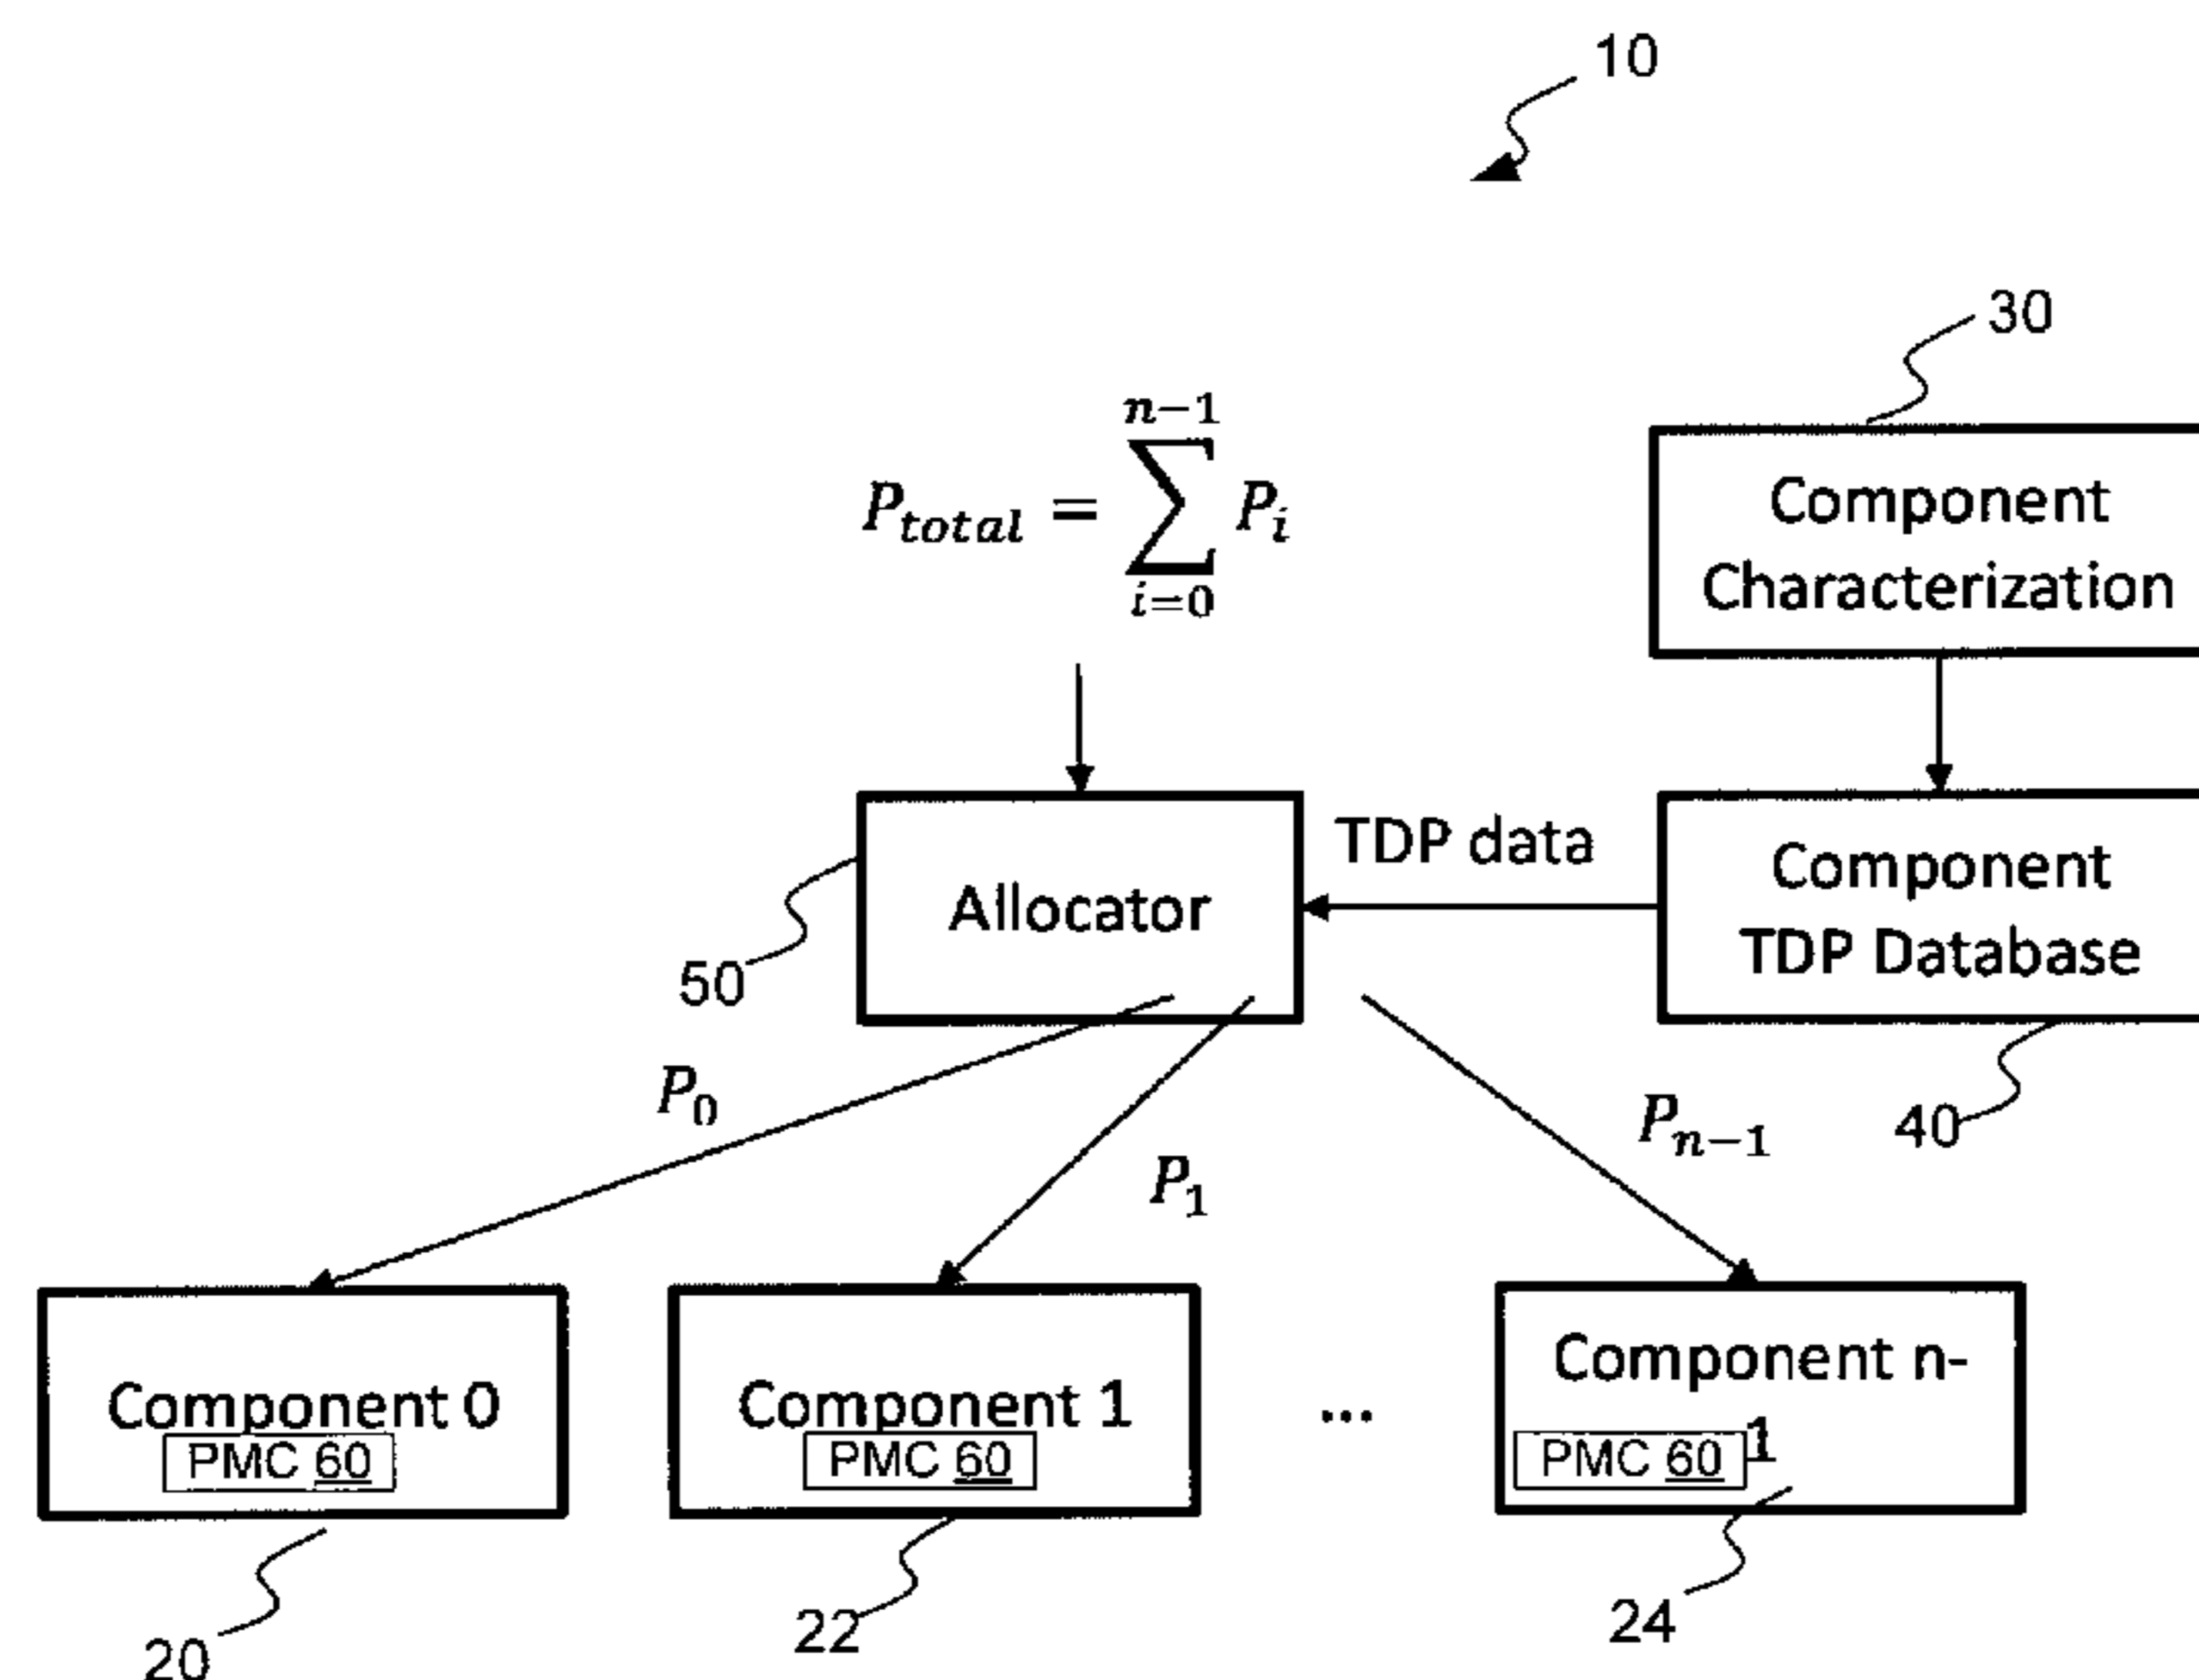 10
30
n−1
P_total = ∑ P_i
i=0
Component
Characterization
TDP data
Allocator
Component
TDP Database
50
40
P_0
P_1
P_{n−1}
Component 0
PMC 60
Component 1
PMC 60
...
Component n-
1
PMC 60
20
22
24